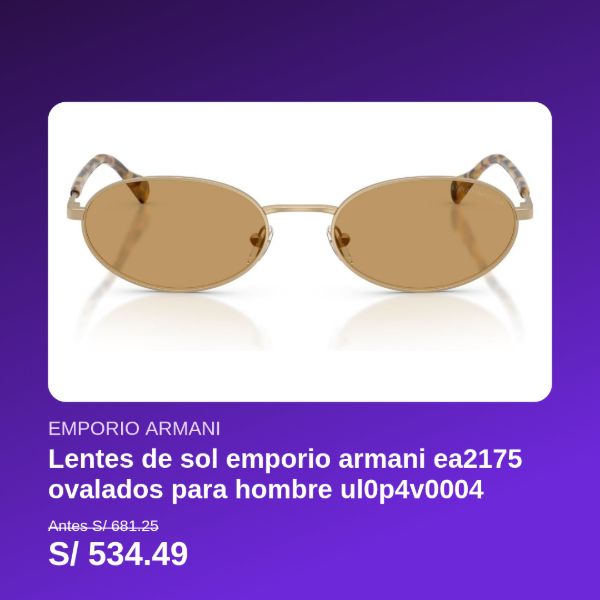 EMPORIO ARMANI
Lentes de sol emporio armani ea2175
ovalados para hombre ul0p4v0004
Antes S/ 681.25
S/ 534.49